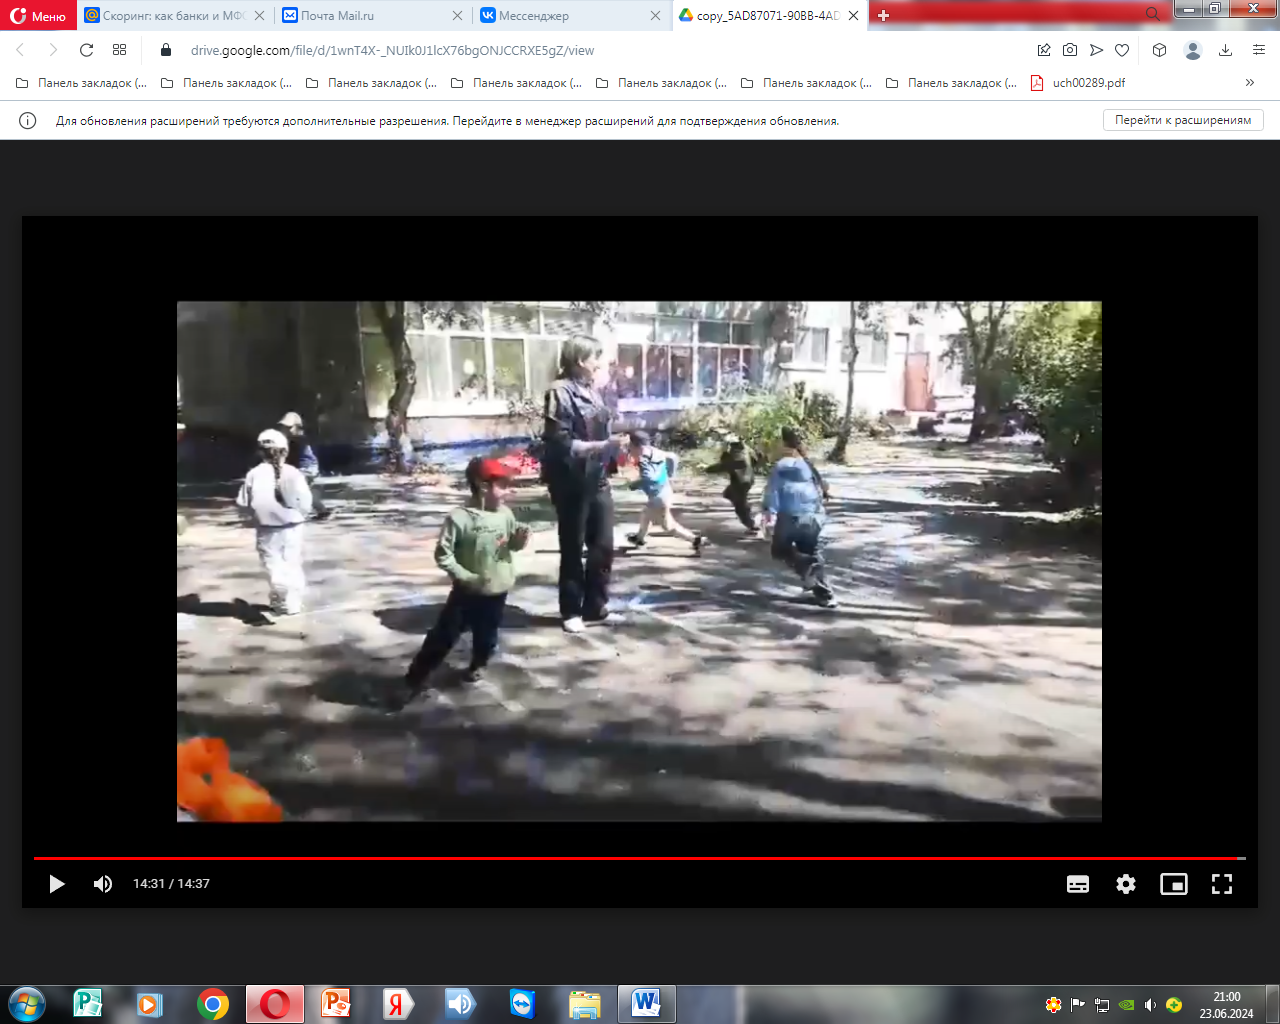 Меню
Скоринг: как банки и МФО
Почта Mail.ru
Мессенджер
copy_5AD87071-90BB-4AD
drive.google.com/file/d/1wnT4X-_NUIk0J1lcX76bgONJCCRXE5gZ/view
Панель закладок (...
Панель закладок (...
Панель закладок (...
Панель закладок (...
Панель закладок (...
Панель закладок (...
Панель закладок (...
uch00289.pdf
Для обновления расширений требуются дополнительные разрешения. Перейдите в менеджер расширений для подтверждения обновления.
Перейти к расширениям
14:31 / 14:37
21:00
23.06.2024